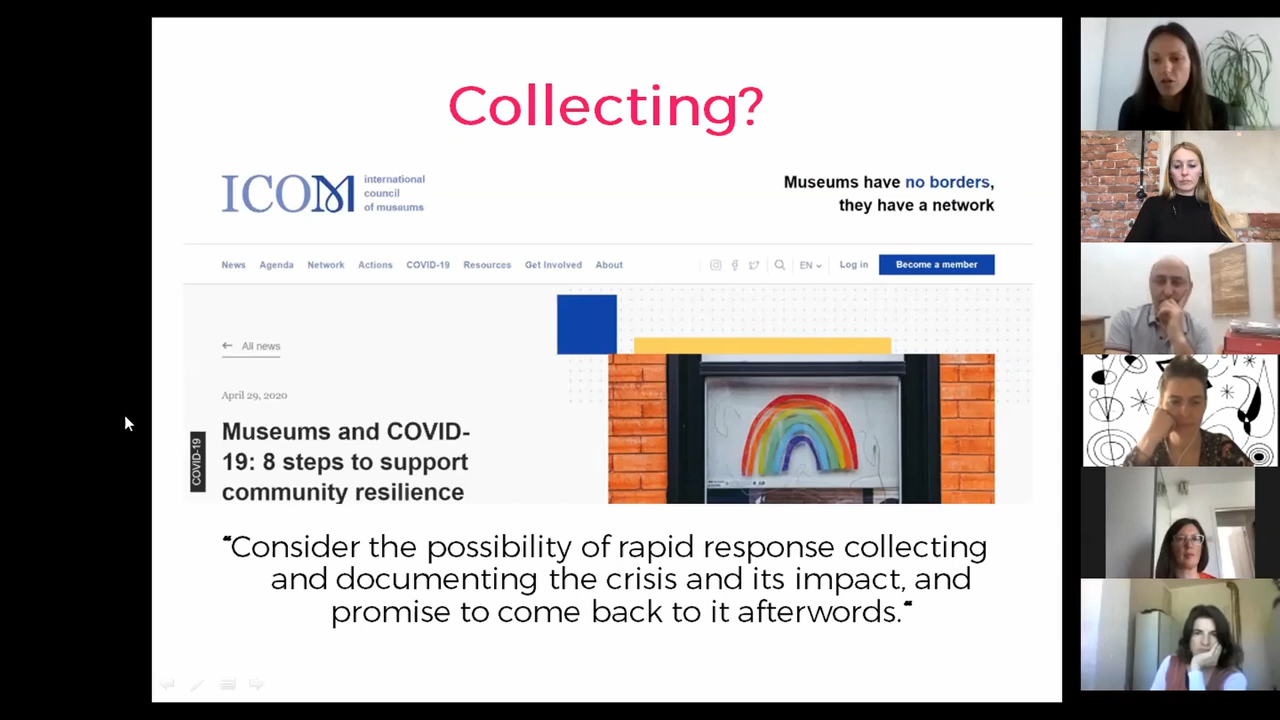 Collecting?
ICOM
international
council
of museums
Museums have no borders,
they have a network
News Agenda Network Actions COVID-19 Resources Get Involved About
EN
Log in
Become a member
← All news
April 29, 2020
COVID-19
Museums and COVID-
19: 8 steps to support
community resilience
“Consider the possibility of rapid response collecting
and documenting the crisis and its impact, and
promise to come back to it afterwords.“